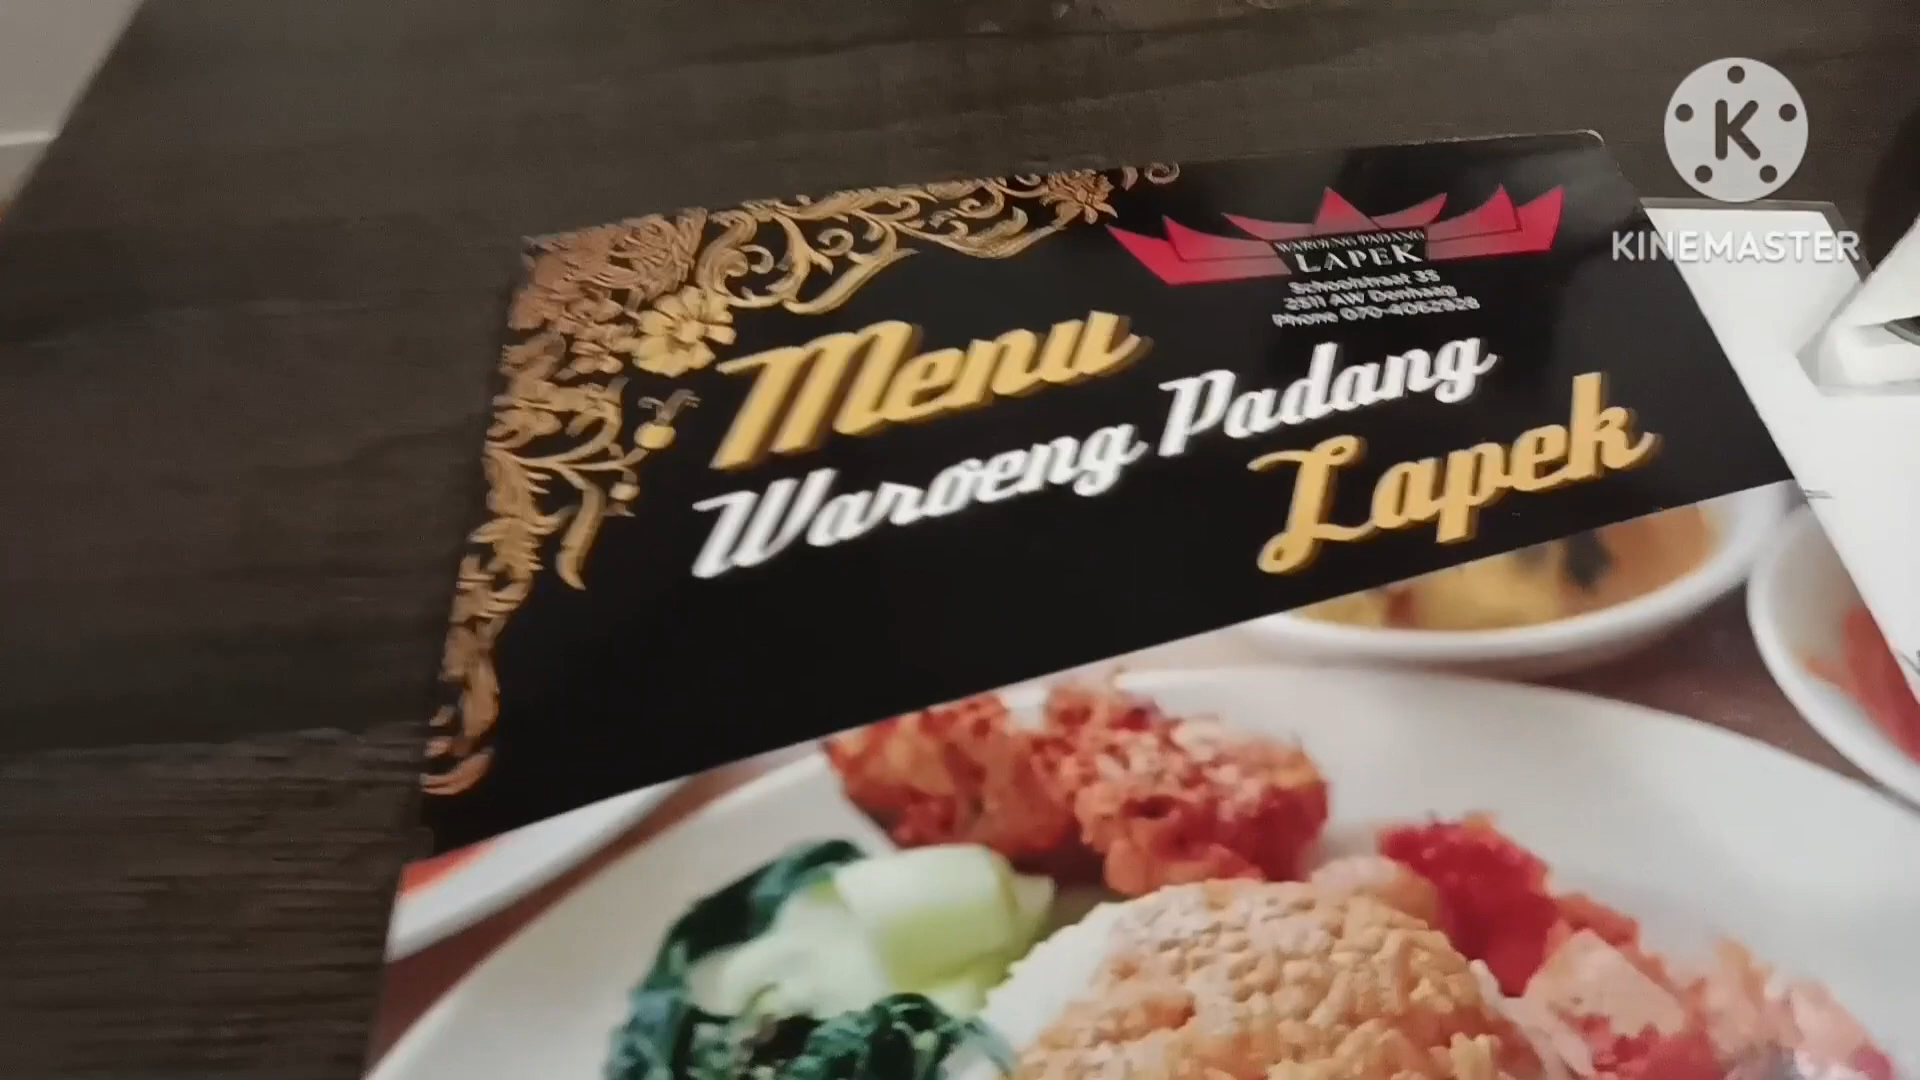 K
KINEMASTER
WAROENG PADANG
LAPEK
Schoolstraat 35
2511 AW Denhaag
Phone 070-4062928
Menu
Waroeng Padang
Lapek